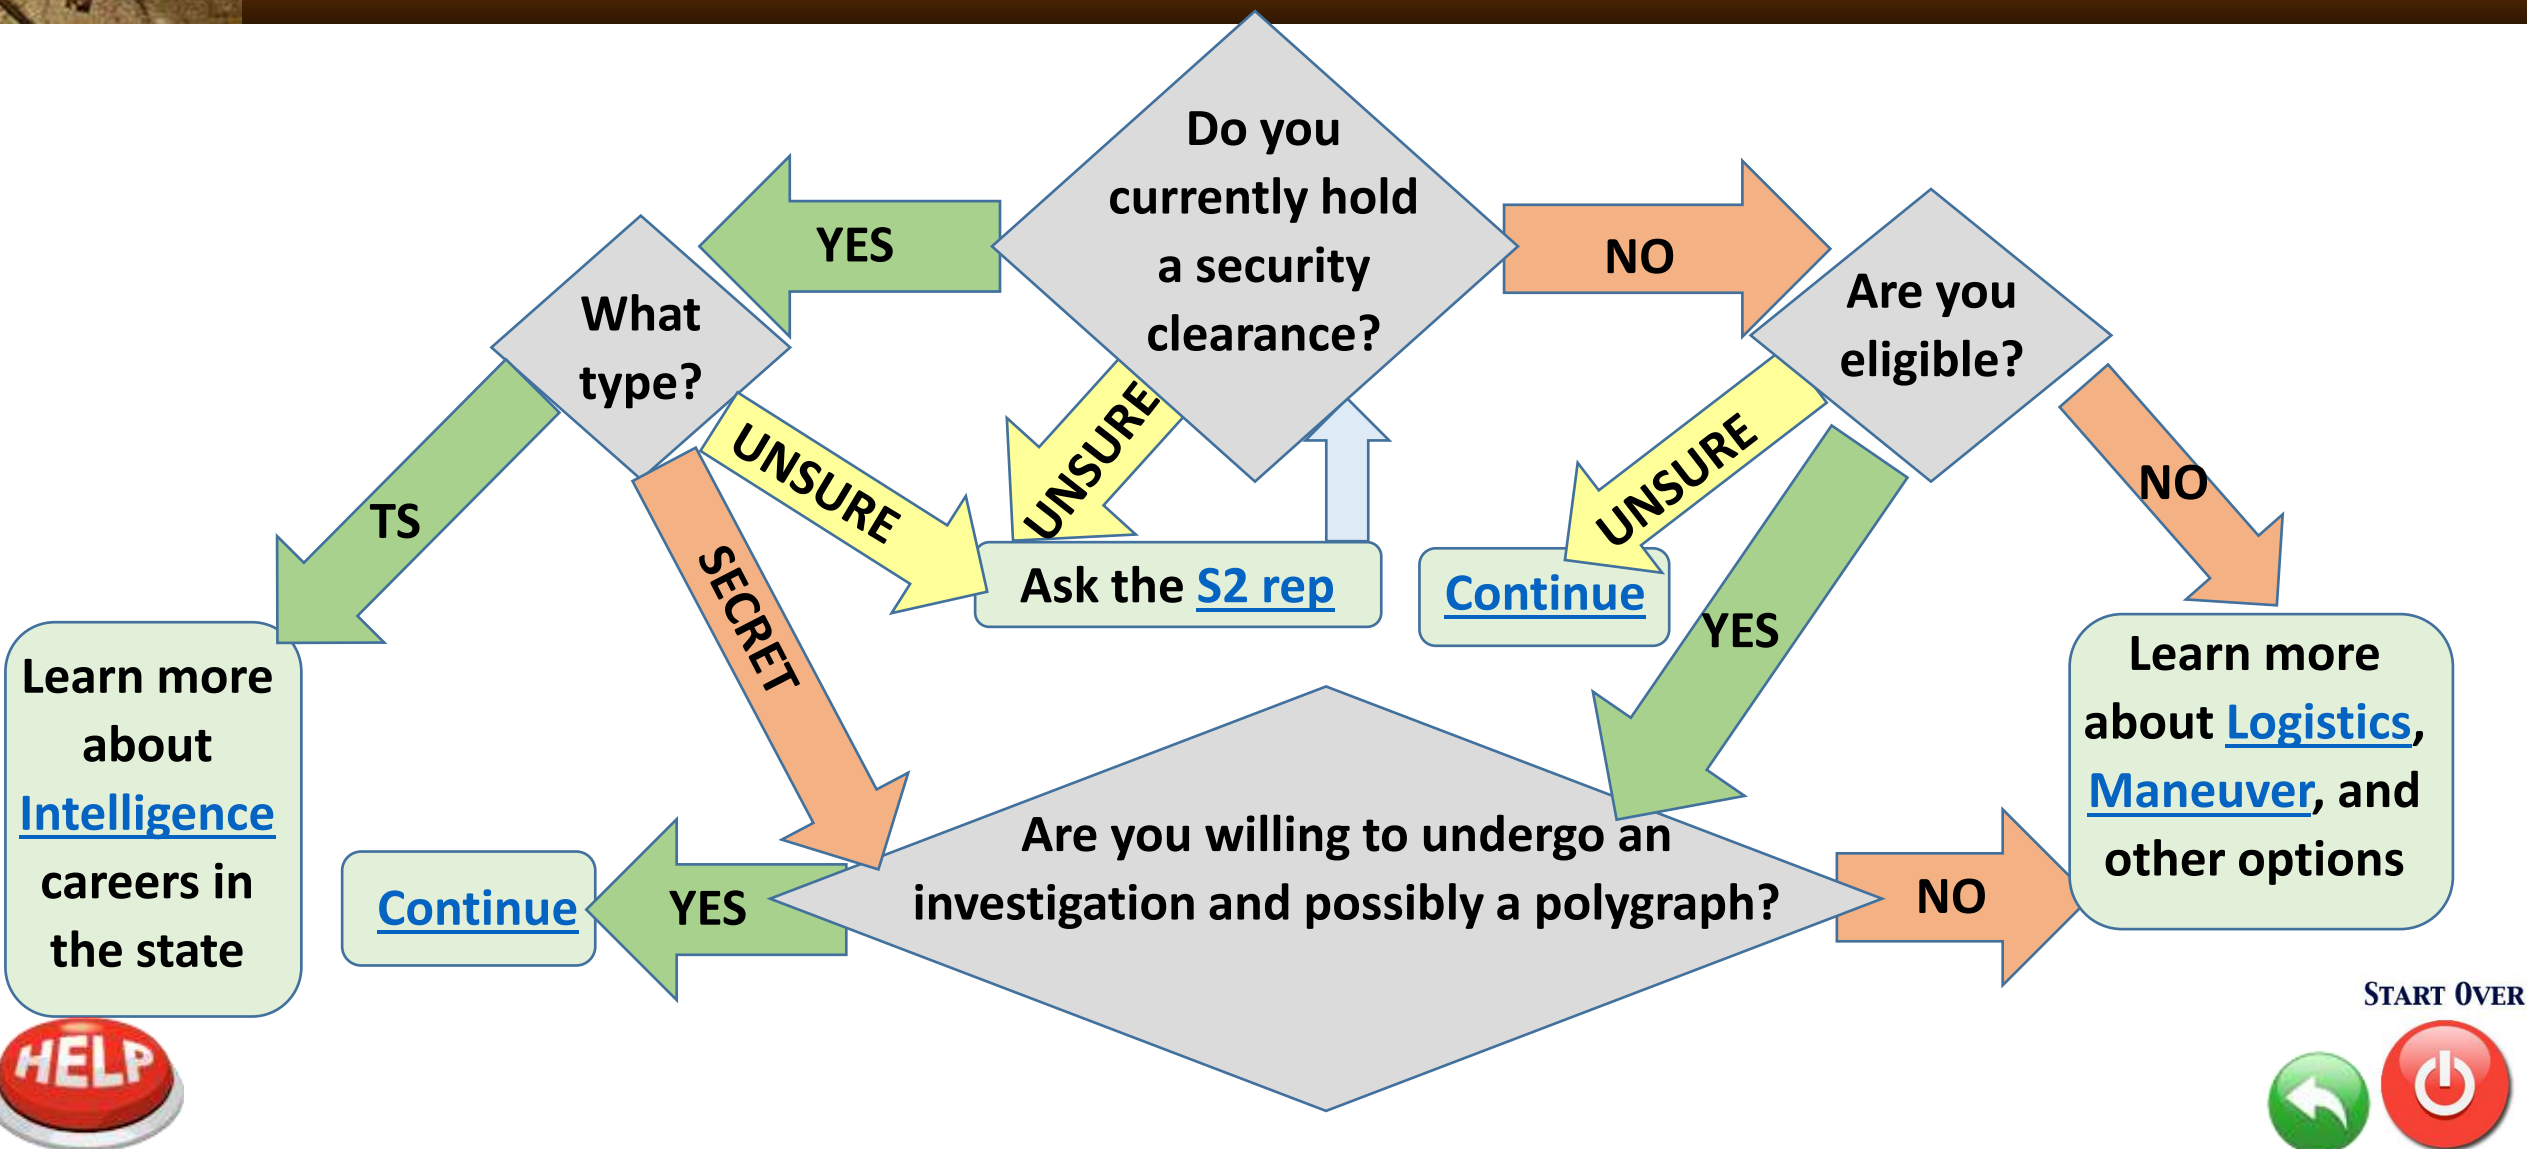 Do you
currently hold
a security
clearance?
YES
NO
What
type?
Are you
eligible?
UNSURE
UNSURE
UNSURE
NO
TS
SECRET
YES
Ask the S2 rep
Continue
Learn more
about
Intelligence
careers in
the state
Learn more
about Logistics,
Maneuver, and
other options
Are you willing to undergo an
investigation and possibly a polygraph?
YES
Continue
NO
START OVER
HELP